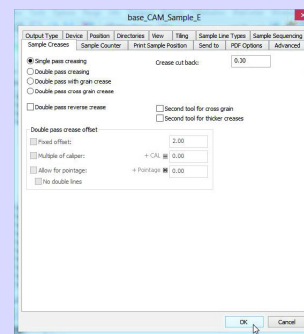 base_CAM_Sample_E
Output Type Device Position Directories View Tiling Sample Line Types Sample Sequencing
Sample Creases Sample Counter Print Sample Position Send to PDF Options Advanced
Single pass creasing
Crease cut back: 0.30
Double pass creasing
Double pass with grain crease
Double pass cross grain crease
Double pass reverse crease
Second tool for cross grain
Second tool for thicker creases
Double pass crease offset
Fixed offset: 2.00
Multiple of caliper: + CAL 0.00
Allow for pointage: + Pointage 0.00
No double lines
OK Cancel